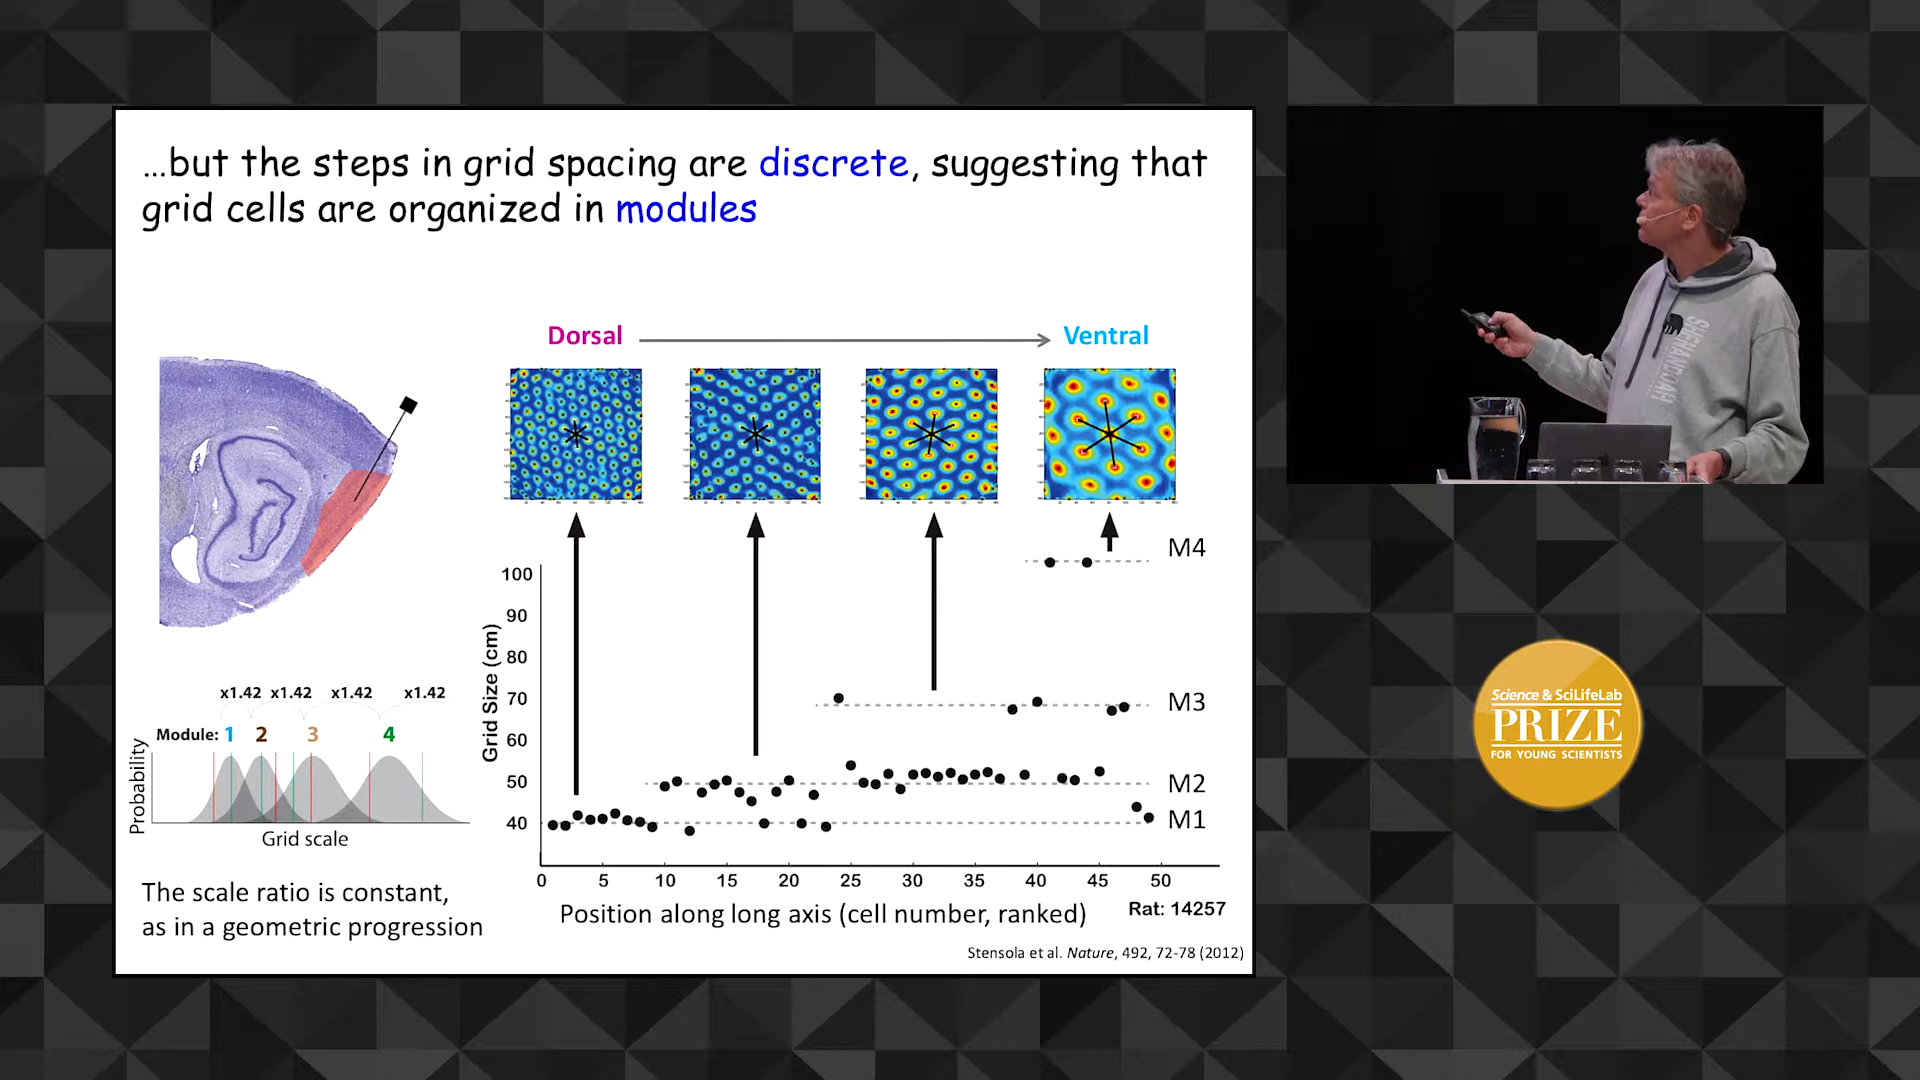 ...but the steps in grid spacing are discrete, suggesting that
grid cells are organized in modules
Dorsal
Ventral
M4
M3
M2
M1
100
90
80
70
60
50
40
Grid Size (cm)
0 5 10 15 20 25 30 35 40 45 50
Position along long axis (cell number, ranked)
Rat: 14257
x1.42 x1.42 x1.42 x1.42
Module: 1 2 3 4
Probability
Grid scale
The scale ratio is constant,
as in a geometric progression
Stensola et al. Nature, 492, 72-78 (2012)
Science & SciLifeLab
PRIZE
FOR YOUNG SCIENTISTS